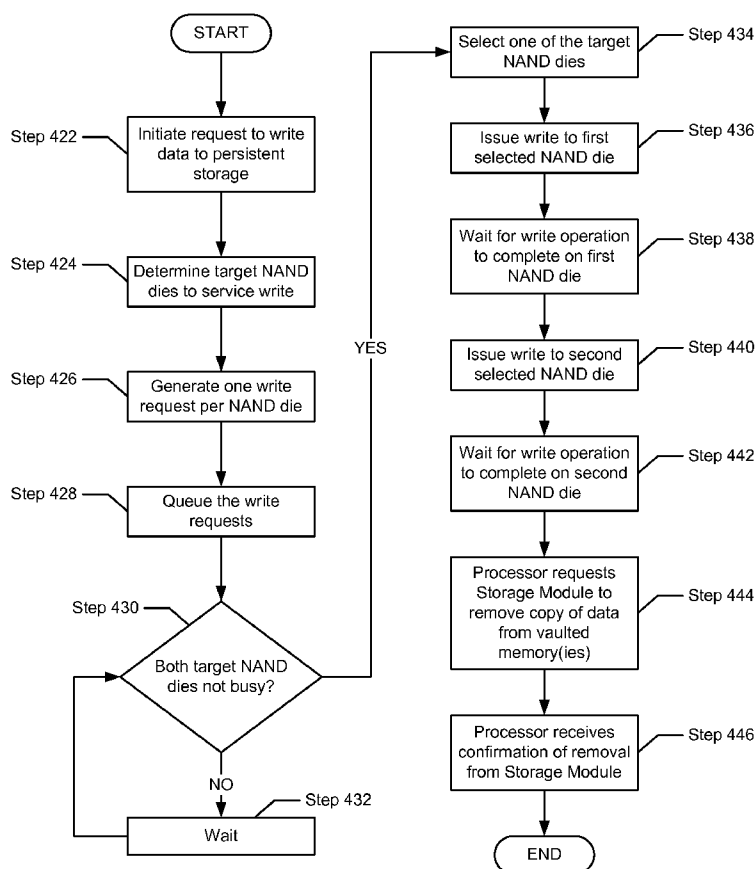 START
Step 422
Initiate request to write
data to persistent
storage
Step 424
Determine target NAND
dies to service write
Step 426
Generate one write
request per NAND die
Step 428
Queue the write
requests
Step 430
Both target NAND
dies not busy?
YES
NO
Step 432
Wait
Select one of the target
NAND dies
Step 434
Issue write to first
selected NAND die
Step 436
Wait for write operation
to complete on first
NAND die
Step 438
Issue write to second
selected NAND die
Step 440
Wait for write operation
to complete on second
NAND die
Step 442
Processor requests
Storage Module to
remove copy of data
from vaulted
memory(ies)
Step 444
Processor receives
confirmation of removal
from Storage Module
Step 446
END